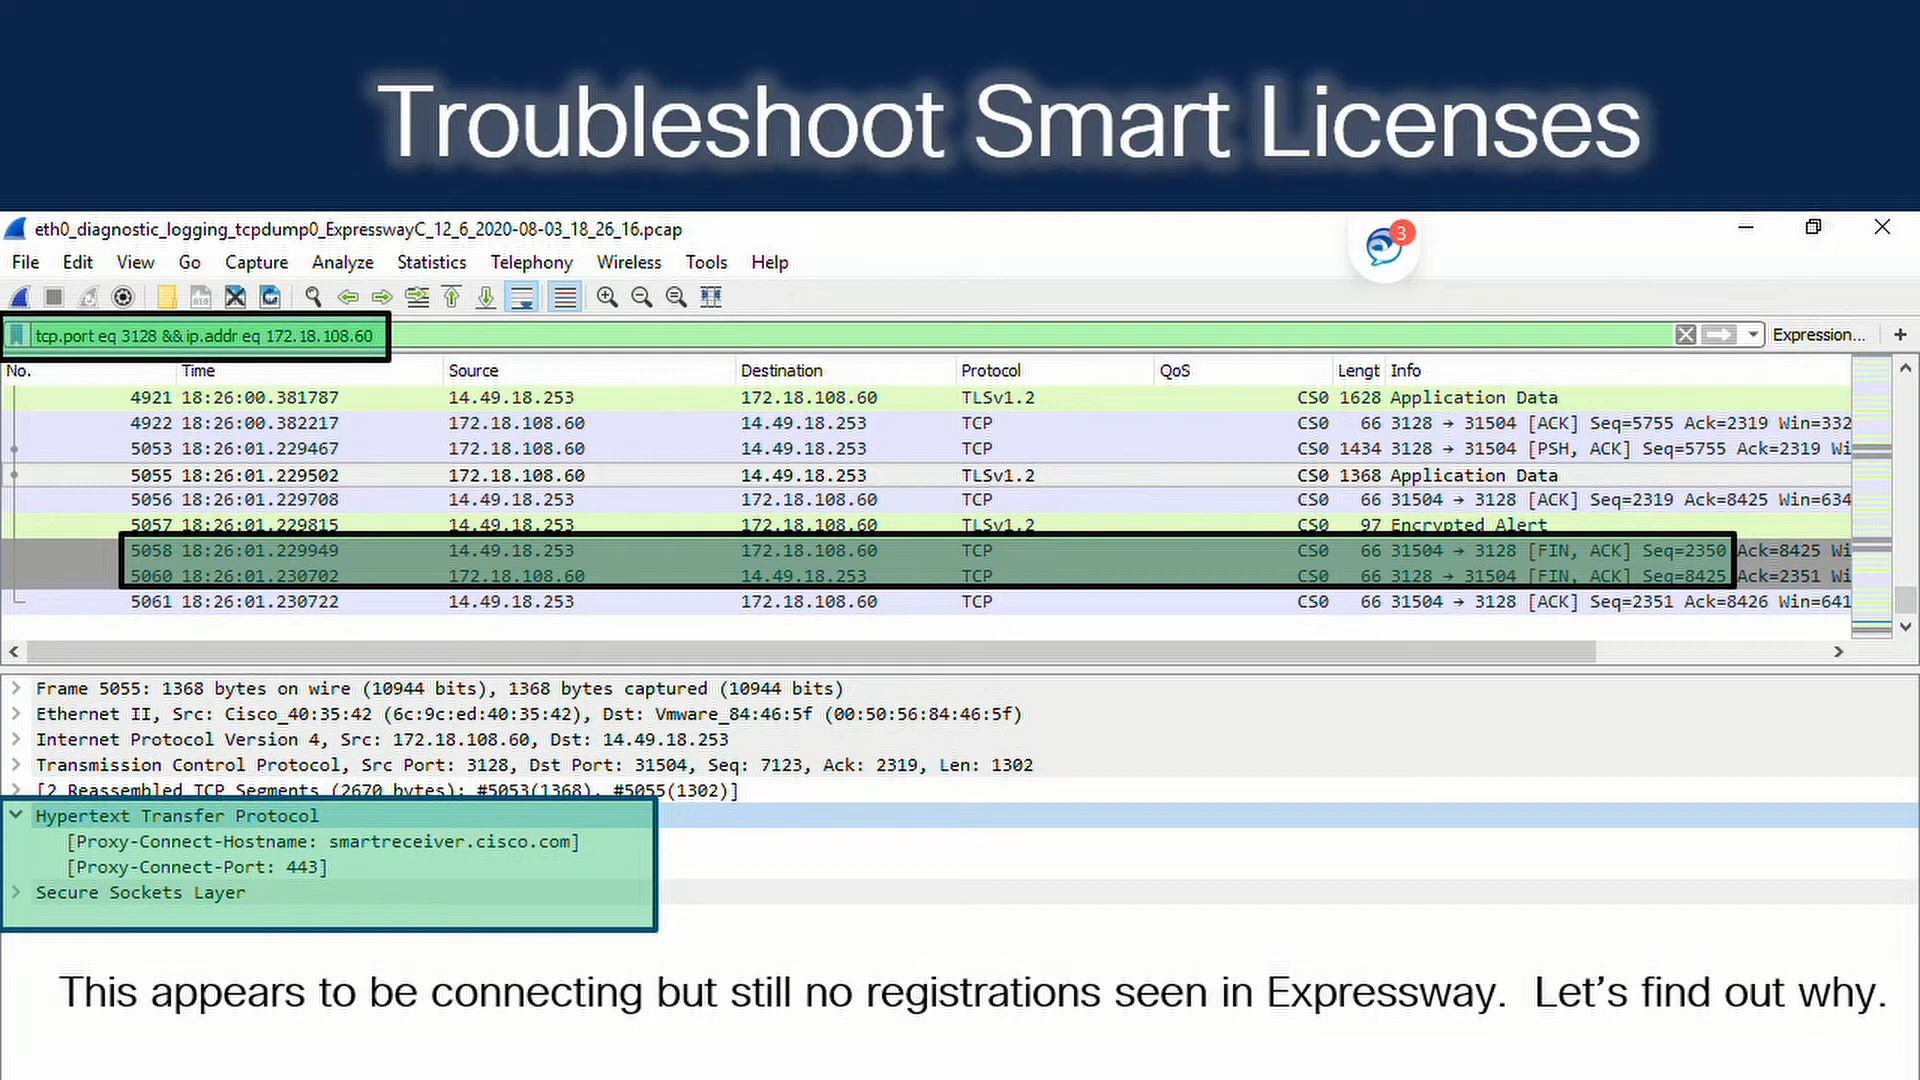 Troubleshoot Smart Licenses
eth0_diagnostic_logging_tcpdump0_ExpresswayC_12_6_2020-08-03_18_26_16.pcap
3
File Edit View Go Capture Analyze Statistics Telephony Wireless Tools Help
tcp.port eq 3128 && ip.addr eq 172.18.108.60
Expression... +
No. Time Source Destination Protocol QoS Lengt Info
4921 18:26:00.381787 14.49.18.253 172.18.108.60 TLSv1.2 CS0 1628 Application Data
4922 18:26:00.382217 172.18.108.60 14.49.18.253 TCP CS0 66 3128 → 31504 [ACK] Seq=5755 Ack=2319 Win=332
5053 18:26:01.229467 172.18.108.60 14.49.18.253 TCP CS0 1434 3128 → 31504 [PSH, ACK] Seq=5755 Ack=2319 Wi
5055 18:26:01.229502 172.18.108.60 14.49.18.253 TLSv1.2 CS0 1368 Application Data
5056 18:26:01.229708 14.49.18.253 172.18.108.60 TCP CS0 66 31504 → 3128 [ACK] Seq=2319 Ack=8425 Win=634
5057 18:26:01.229815 14.49.18.253 172.18.108.60 TLSv1.2 CS0 97 Encrypted Alert
5058 18:26:01.229949 14.49.18.253 172.18.108.60 TCP CS0 66 31504 → 3128 [FIN, ACK] Seq=2350 Ack=8425 Wi
5060 18:26:01.230702 172.18.108.60 14.49.18.253 TCP CS0 66 3128 → 31504 [FIN, ACK] Seq=8425 Ack=2351 Wi
5061 18:26:01.230722 14.49.18.253 172.18.108.60 TCP CS0 66 31504 → 3128 [ACK] Seq=2351 Ack=8426 Win=641
Frame 5055: 1368 bytes on wire (10944 bits), 1368 bytes captured (10944 bits)
Ethernet II, Src: Cisco_40:35:42 (6c:9c:ed:40:35:42), Dst: Vmware_84:46:5f (00:50:56:84:46:5f)
Internet Protocol Version 4, Src: 172.18.108.60, Dst: 14.49.18.253
Transmission Control Protocol, Src Port: 3128, Dst Port: 31504, Seq: 7123, Ack: 2319, Len: 1302
[2 Reassembled TCP Segments (2670 bytes): #5053(1368), #5055(1302)]
Hypertext Transfer Protocol
[Proxy-Connect-Hostname: smartreceiver.cisco.com]
[Proxy-Connect-Port: 443]
Secure Sockets Layer
This appears to be connecting but still no registrations seen in Expressway. Let's find out why.